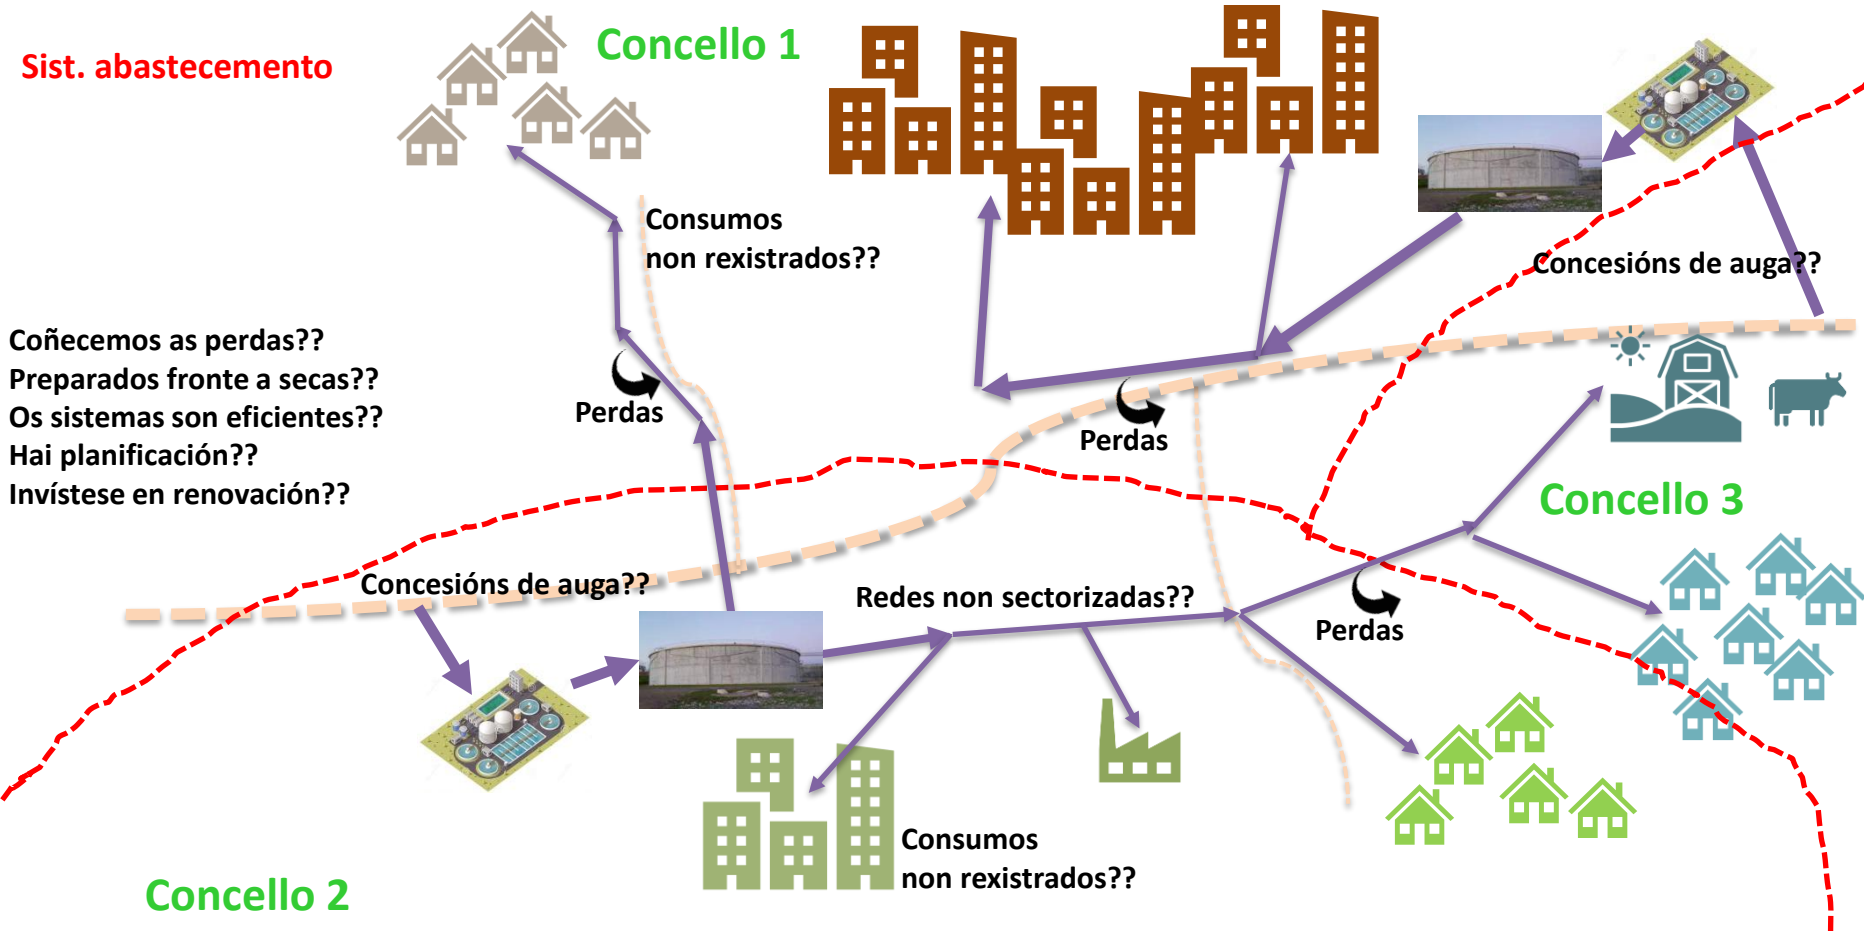 Sist. abastecemento
Concello 1
Consumos
non rexistrados??
Concesións de auga??
Coñecemos as perdas??
Preparados fronte a secas??
Os sistemas son eficientes??
Hai planificación??
Invístese en renovación??
Perdas
Perdas
Concello 3
Concesións de auga??
Redes non sectorizadas??
Perdas
Consumos
non rexistrados??
Concello 2